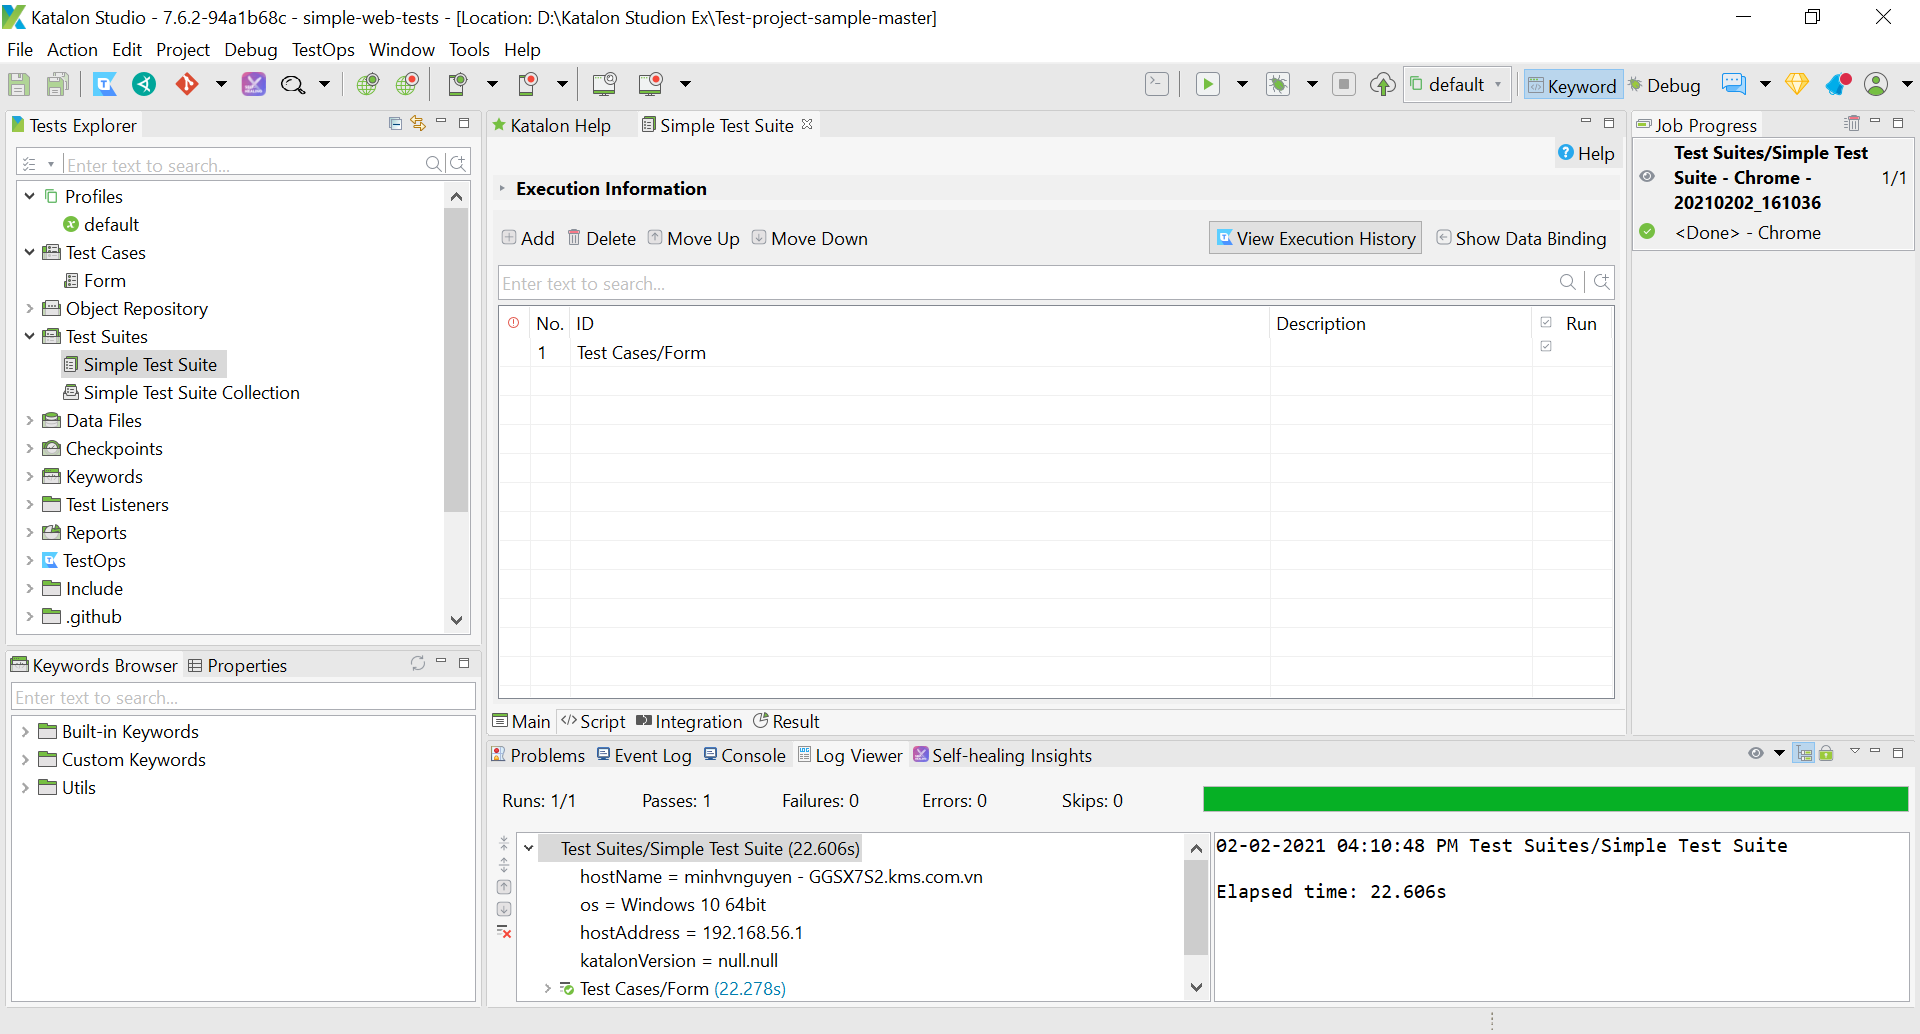 Katalon Studio - 7.6.2-94a1b68c - simple-web-tests - [Location: D:\Katalon Studion Ex\Test-project-sample-master]
File Action Edit Project Debug TestOps Window Tools Help
default
Keyword
Debug
Tests Explorer
Enter text to search...
Profiles
default
Test Cases
Form
Object Repository
Test Suites
Simple Test Suite
Simple Test Suite Collection
Data Files
Checkpoints
Keywords
Test Listeners
Reports
TestOps
Include
.github
Keywords Browser
Properties
Enter text to search...
Built-in Keywords
Custom Keywords
Utils
Katalon Help
Simple Test Suite
Help
Execution Information
Add Delete Move Up Move Down
View Execution History
Show Data Binding
Enter text to search...
No. ID Description Run
1 Test Cases/Form
Main Script Integration Result
Problems Event Log Console Log Viewer Self-healing Insights
Runs: 1/1 Passes: 1 Failures: 0 Errors: 0 Skips: 0
Test Suites/Simple Test Suite (22.606s)
hostName = minhvnguyen - GGSX7S2.kms.com.vn
os = Windows 10 64bit
hostAddress = 192.168.56.1
katalonVersion = null.null
Test Cases/Form (22.278s)
02-02-2021 04:10:48 PM Test Suites/Simple Test Suite
Elapsed time: 22.606s
Job Progress
Test Suites/Simple Test
Suite - Chrome - 1/1
20210202_161036
<Done> - Chrome